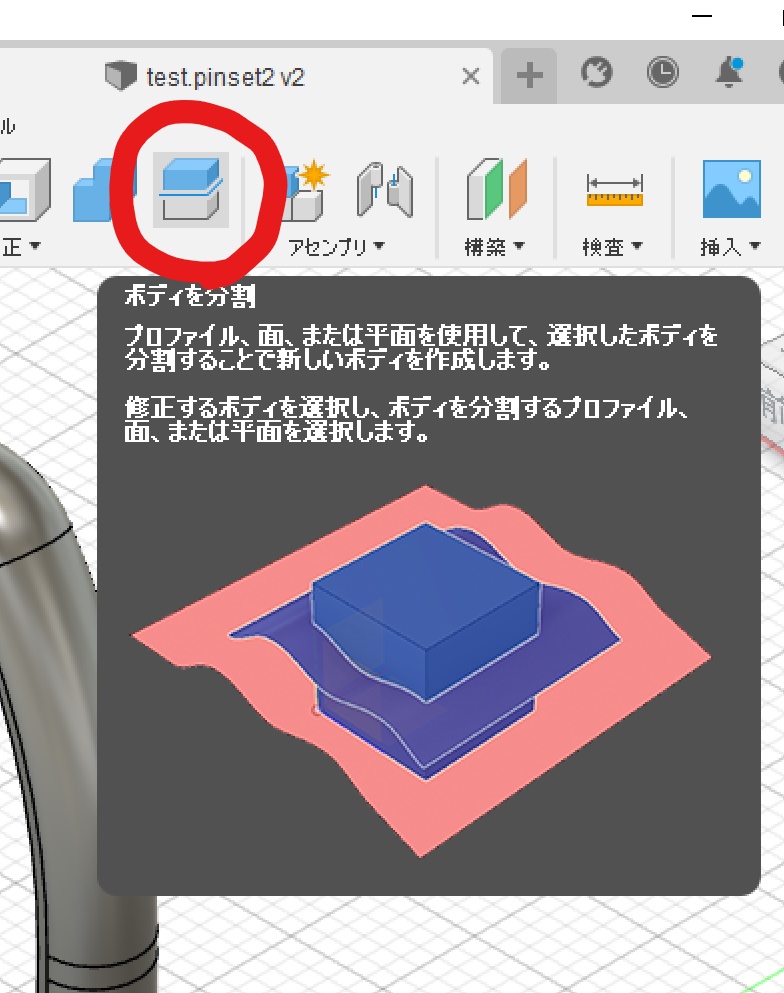 test.pinset2 v2
ル
正
アセンブリ
構築
検査
挿入
ボディを分割
プロファイル、面、または平面を使用して、選択したボディを
分割することで新しいボディを作成します。
修正するボディを選択し、ボディを分割するプロファイル、
面、または平面を選択します。